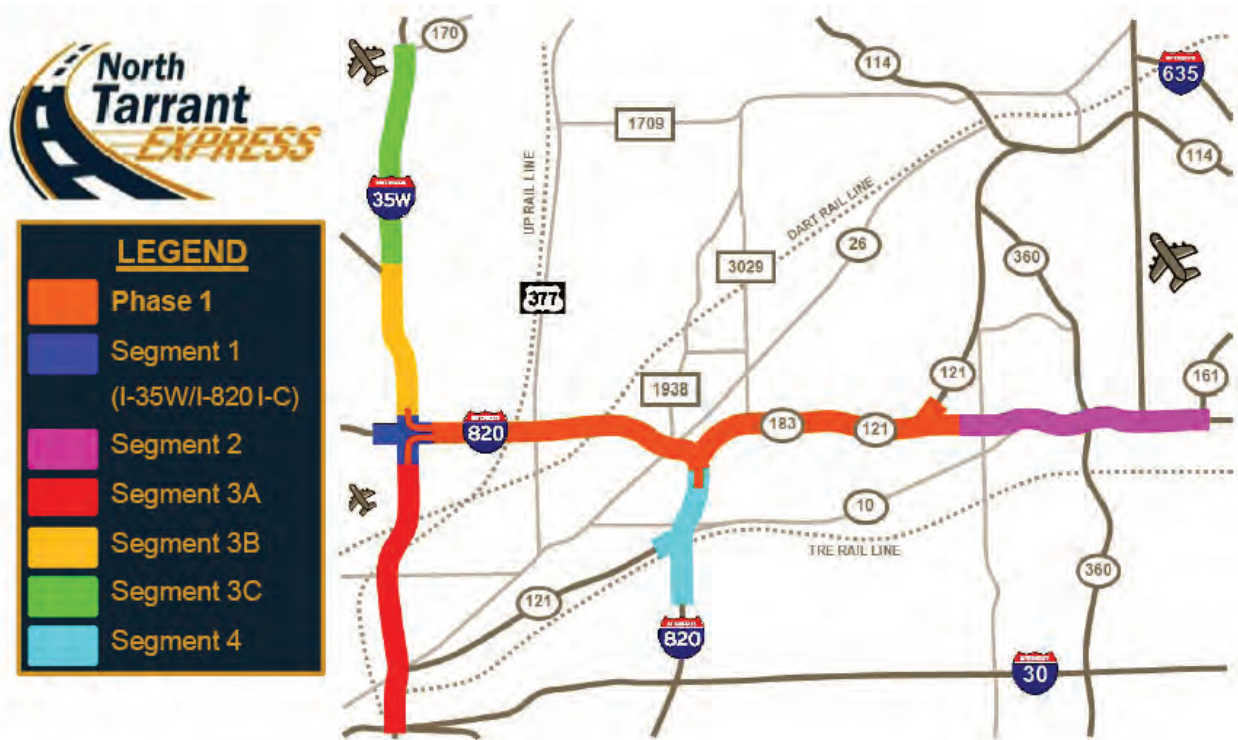 North
Tarrant
EXPRESS
LEGEND
Phase 1
Segment 1
(I-35W/I-820 I-C)
Segment 2
Segment 3A
Segment 3B
Segment 3C
Segment 4
170
114
635
1709
114
35W
UP RAIL LINE
DART RAIL LINE
26
3029
360
377
1938
121
161
820
183
121
10
TRE RAIL LINE
121
360
820
30